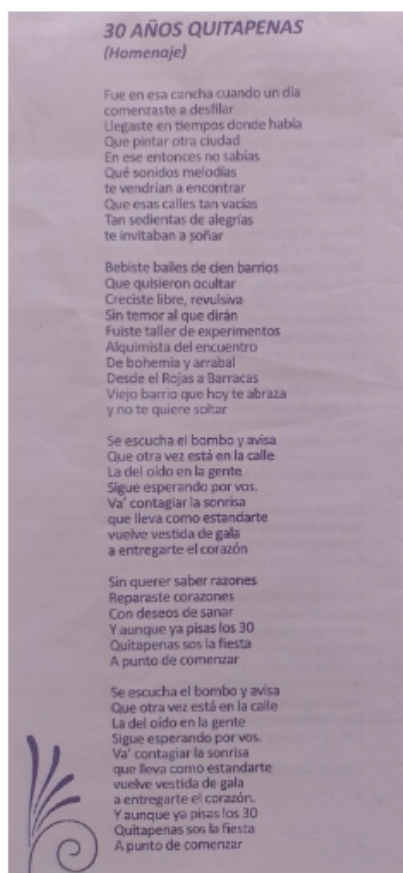 30 AÑOS QUITAPENAS
(Homenaje)
Fue en esa cancha cuando un día
comenzaste a desfilar
Llegaste en tiempos donde había
Que pintar otra ciudad
En ese entonces no sabías
Qué sonidos melodías
te vendrían a encontrar
Que esas calles tan vacías
Tan sedientas de alegrías
te invitaban a soñar
Bebiste bailes de cien barrios
Que quisieron ocultar
Creciste libre, revulsiva
Sin temor al que dirán
Fuiste taller de experimentos
Alquimista del encuentro
De bohemia y arrabal
Desde el Rojas a Barracas
Viejo barrio que hoy te abraza
y no te quiere soltar
Se escucha el bombo y avisa
Que otra vez está en la calle
La del oído en la gente
Sigue esperando por vos.
Va' contagiar la sonrisa
que lleva como estandarte
vuelve vestida de gala
a entregarte el corazón
Sin querer saber razones
Reparaste corazones
Con deseos de sanar
Y aunque ya pisas los 30
Quitapenas sos la fiesta
A punto de comenzar
Se escucha el bombo y avisa
Que otra vez está en la calle
La del oído en la gente
Sigue esperando por vos.
Va' contagiar la sonrisa
que lleva como estandarte
vuelve vestida de gala
a entregarte el corazón.
Y aunque ya pisas los 30
Quitapenas sos la fiesta
A punto de comenzar